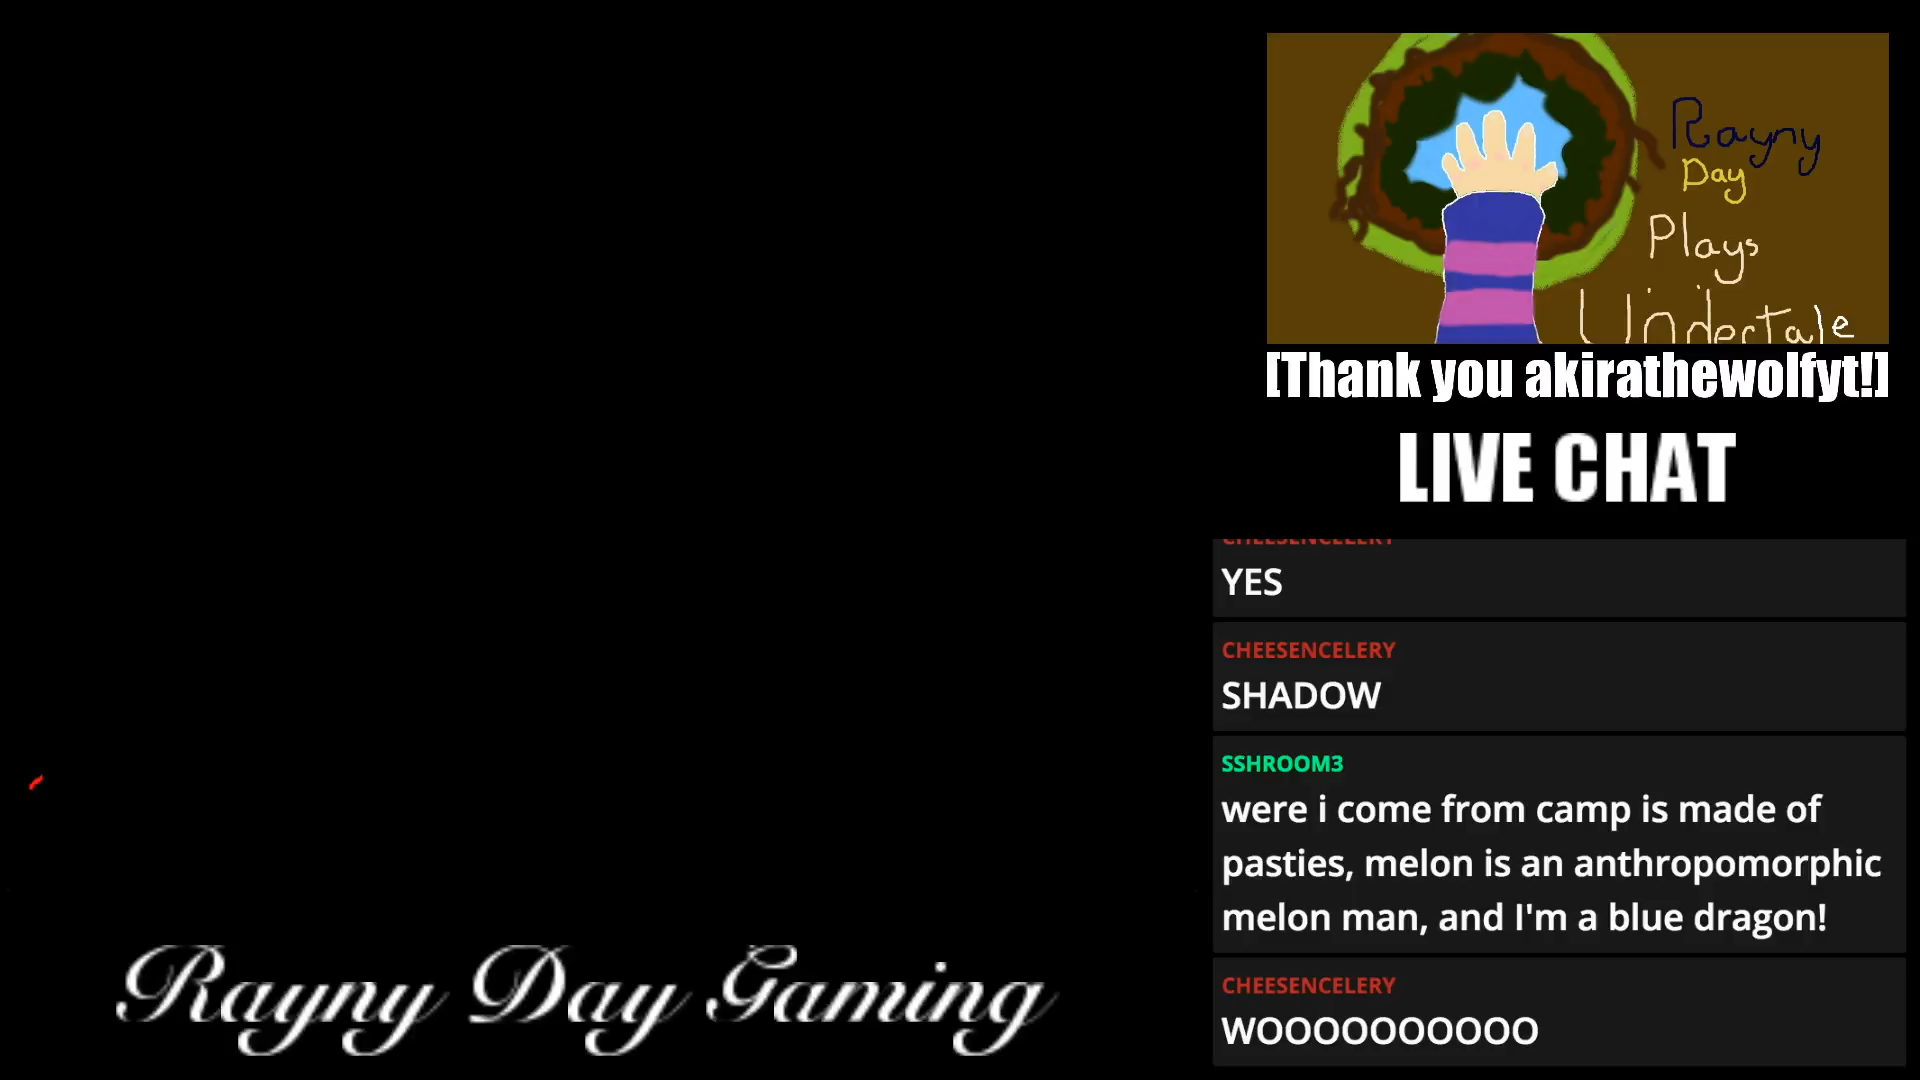 Rayny
Day
Plays
Undertale
[Thank you akirathewolfyt!]
LIVE CHAT
CHEESENCELERY
YES
CHEESENCELERY
SHADOW
SSHROOM3
were i come from camp is made of
pasties, melon is an anthropomorphic
melon man, and I'm a blue dragon!
CHEESENCELERY
WOOOOOOOOOO
Rayny Day Gaming